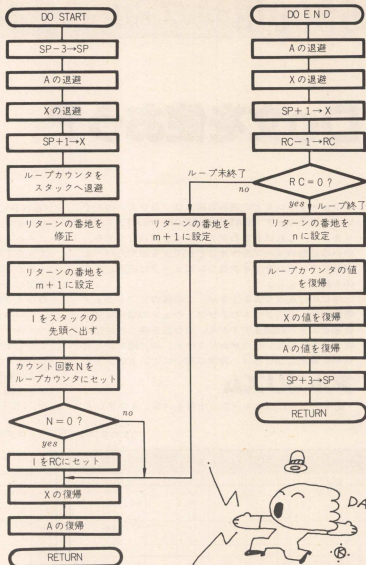 DO START
SP-3→SP
Aの退避
Xの退避
SP+1→X
ループカウンタを
スタックへ退避
リターンの番地を
修正
リターンの番地を
m+1に設定
Iをスタックの
先頭へ出す
カウント回数Nを
ループカウンタにセット
N=0?
no
yes
IをRCにセット
Xの復帰
Aの復帰
RETURN
DO END
Aの退避
Xの退避
SP+1→X
RC-1→RC
RC=0?
ループ未終了
no
yes ループ終了
リターンの番地を
m+1に設定
リターンの番地を
nに設定
ループカウンタの値
を復帰
Xの値を復帰
Aの値を復帰
SP+3→SP
RETURN
DA
K